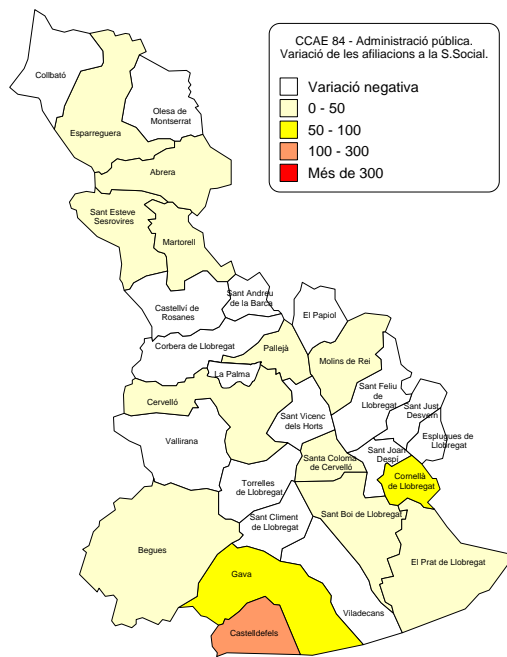 CCAE 84 - Administració pública.
Variació de les afiliacions a la S.Social.
Variació negativa
0 - 50
50 - 100
100 - 300
Més de 300
Collbató
Olesa de
Montserrat
Esparreguera
Abrera
Sant Esteve
Sesrovires
Martorell
Castellví de
Rosanes
Sant Andreu
de la Barca
El Papiol
Corbera de Llobregat
Pallejà
Molins de Rei
La Palma
Cervelló
Sant Feliu
de
Llobregat
Sant Just
Desvern
Sant Vicenc
dels Horts
Vallirana
Esplugues de
Llobregat
Sant Joan
Despí
Santa Coloma
de Cervelló
Cornellà
de Llobregat
Torrelles
de Llobregat
Sant Boi de Llobregat
Sant Climent
de Llobregat
Begues
El Prat de Llobregat
Gava
Viladecans
Castelldefels